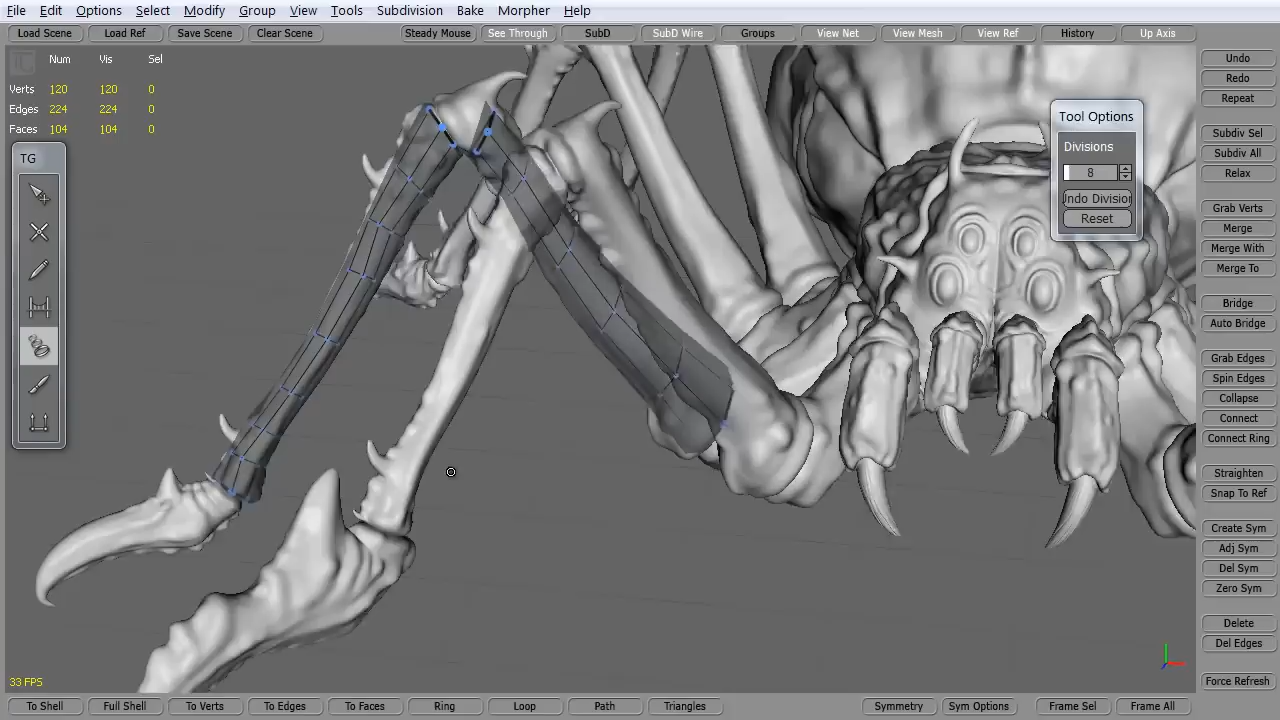 File Edit Options Select Modify Group View Tools Subdivision Bake Morpher Help
Load Scene Load Ref Save Scene Clear Scene Steady Mouse See Through SubD SubD Wire Groups View Net View Mesh View Ref History Up Axis
Num Vis Sel
Verts 120 120 0
Edges 224 224 0
Faces 104 104 0
TG
Tool Options
Divisions
8
Undo Division
Reset
Undo
Redo
Repeat
Subdiv Sel
Subdiv All
Relax
Grab Verts
Merge
Merge With
Merge To
Bridge
Auto Bridge
Grab Edges
Spin Edges
Collapse
Connect
Connect Ring
Straighten
Snap To Ref
Create Sym
Adj Sym
Del Sym
Zero Sym
Delete
Del Edges
Force Refresh
33 FPS
To Shell Full Shell To Verts To Edges To Faces Ring Loop Path Triangles Symmetry Sym Options Frame Sel Frame All